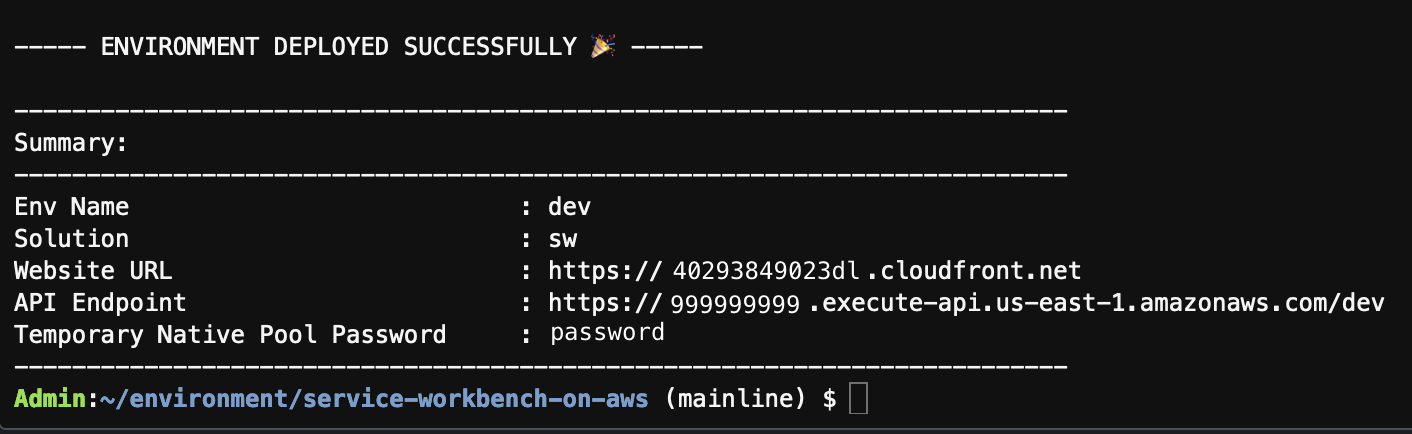 ----- ENVIRONMENT DEPLOYED SUCCESSFULLY 🎉 -----
-------------------------------------------------------------------------
Summary:
-------------------------------------------------------------------------
Env Name : dev
Solution : sw
Website URL : https:// 40293849023dl .cloudfront.net
API Endpoint : https:// 999999999 .execute-api.us-east-1.amazonaws.com/dev
Temporary Native Pool Password : password
-------------------------------------------------------------------------
Admin:~/environment/service-workbench-on-aws (mainline) $